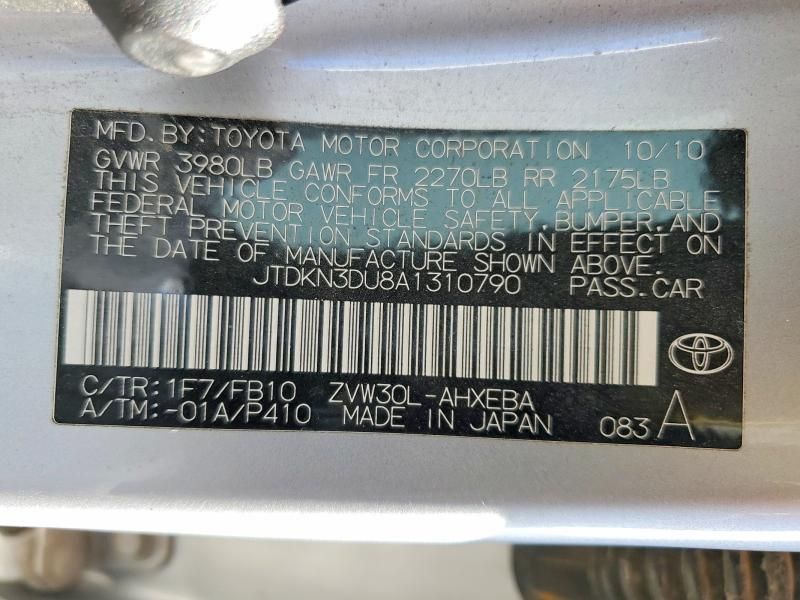 MFD. BY: TOYOTA MOTOR CORPORATION 10/10
GVWR 3980LB GAWR FR 2270LB RR 2175LB
THIS VEHICLE CONFORMS TO ALL APPLICABLE
FEDERAL MOTOR VEHICLE SAFETY, BUMPER, AND
THEFT PREVENTION STANDARDS IN EFFECT ON
THE DATE OF MANUFACTURE SHOWN ABOVE.
JTDKN3DU8A1310790 PASS. CAR
C/TR: 1F7/FB10 ZVW30L-AHXEBA
A/TM: -01A/P410 MADE IN JAPAN 083 A